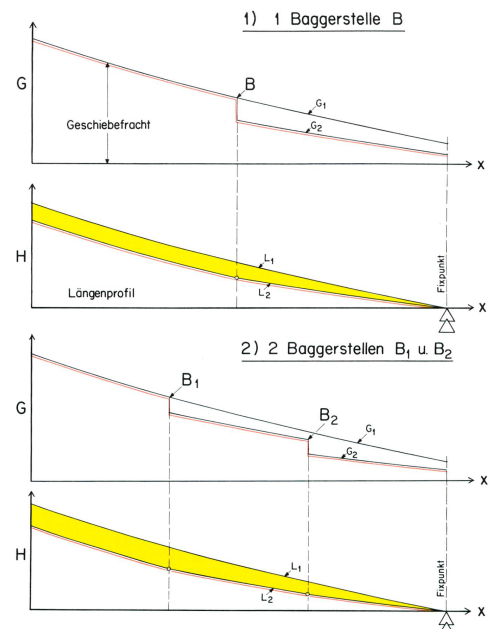 1) 1 Baggerstelle B
G
B
G1
Geschiebefracht
G2
X
H
L1
Längenprofil
L2
Fixpunkt
X
2) 2 Baggerstellen B1 u. B2
B1
G
B2
G1
G2
X
H
L1
L2
Fixpunkt
X